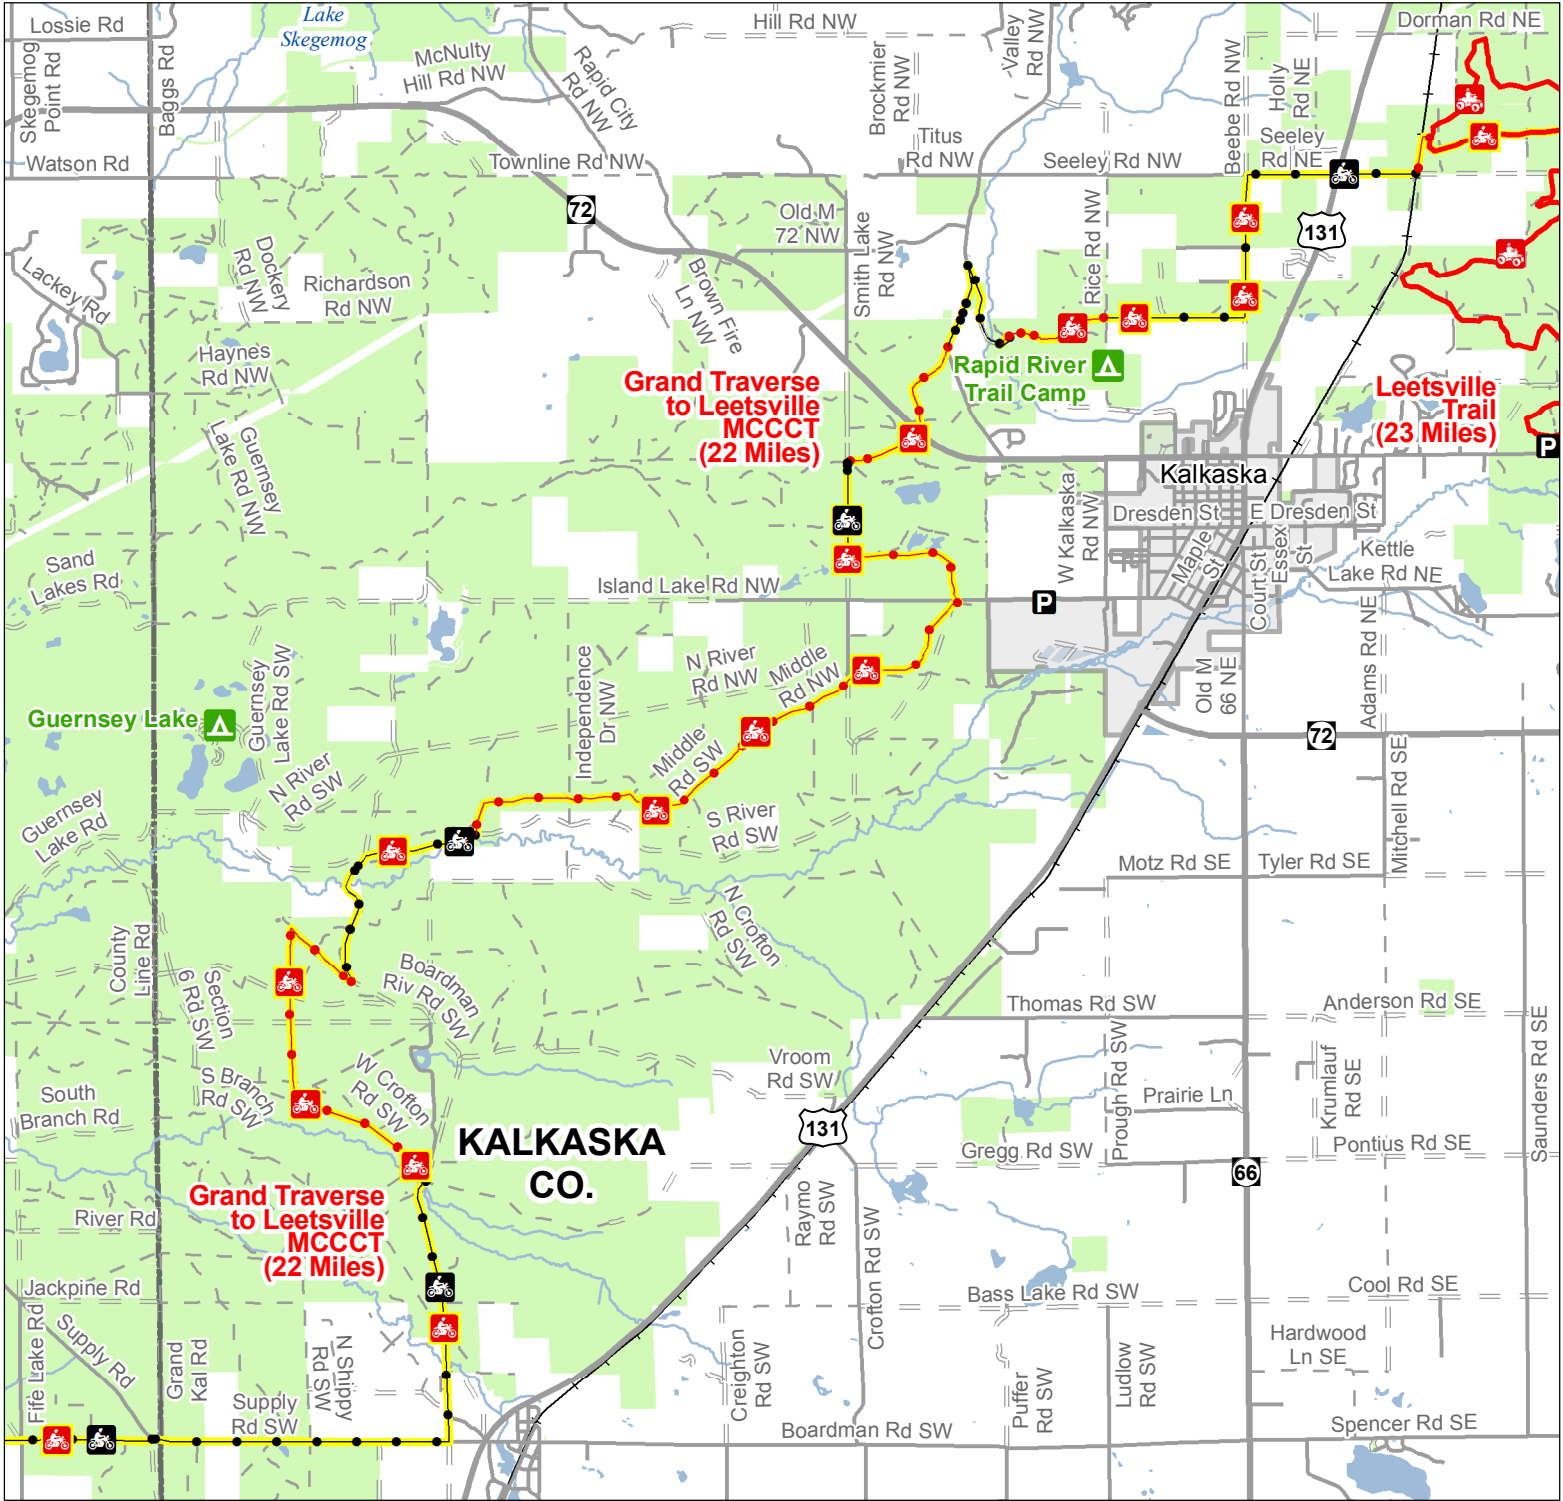 Lossie Rd
Skegemog
Point Rd
Baggs Rd
Lake
Skegemog
McNulty
Hill Rd NW
Rapid City
Rd NW
Hill Rd NW
Valley
Rd NW
Brockmier
Rd NW
Beebe Rd NW
Holly
Rd NE
Dorman Rd NE
Watson Rd
Townline Rd NW
Titus
Rd NW
Seeley Rd NW
Seeley
Rd NE
72
Old M
72 NW
Smith Lake
Rd NW
Rice Rd NW
131
Lackey Rd
Dockery
Rd NW
Richardson
Rd NW
Brown Fire
Ln NW
Haynes
Rd NW
Guernsey
Lake Rd NW
Grand Traverse
to Leetsville
MCCCT
(22 Miles)
Rapid River
Trail Camp
Leetsville
Trail
(23 Miles)
P
Kalkaska
Dresden St
E Dresden St
W Kalkaska
Rd NW
Maple
St
Court St
Essex
St
Kettle
Lake Rd NE
Sand
Lakes Rd
Island Lake Rd NW
P
Adams Rd NE
Old M
66 NE
Guernsey Lake
Guernsey
Lake Rd SW
Independence
Dr NW
N River
Rd NW
Middle
Rd NW
72
N River
Rd SW
Middle
Rd SW
S River
Rd SW
Guernsey
Lake Rd
Mitchell Rd SE
Motz Rd SE
Tyler Rd SE
County
Line Rd
Section
6 Rd SW
Boardman
Riv Rd SW
N Crofton
Rd SW
Thomas Rd SW
Anderson Rd SE
Saunders Rd SE
Prough Rd SW
Krumlauf
Rd SE
Vroom
Rd SW
Prairie Ln
South
Branch Rd
S Branch
Rd SW
W Crofton
Rd SW
KALKASKA
CO.
131
Gregg Rd SW
Pontius Rd SE
66
Grand Traverse
to Leetsville
MCCCT
(22 Miles)
River Rd
Raymo
Rd SW
Crofton Rd SW
Jackpine Rd
Bass Lake Rd SW
Cool Rd SE
Fife Lake Rd
Supply Rd
Grand
Kal Rd
N Shippy
Rd SW
Supply
Rd SW
Creighton
Rd SW
Puffer
Rd SW
Ludlow
Rd SW
Hardwood
Ln SE
Boardman Rd SW
Spencer Rd SE